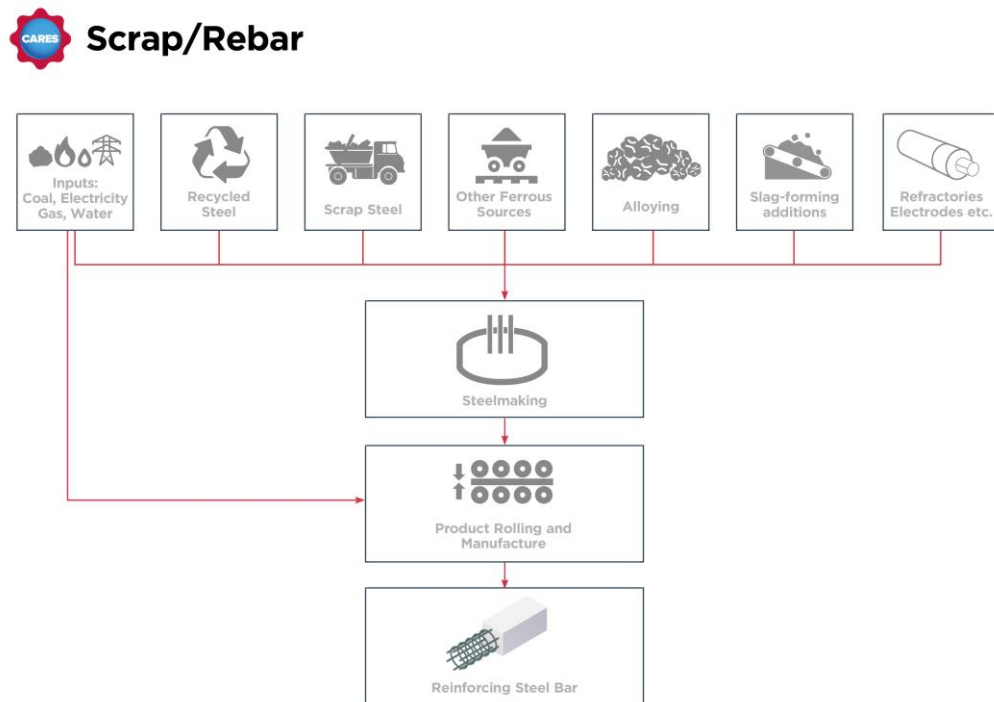 CARES
Scrap/Rebar
Inputs:
Coal, Electricity
Gas, Water
Recycled
Steel
Scrap Steel
Other Ferrous
Sources
Alloying
Slag-forming
additions
Refractories
Electrodes etc.
Steelmaking
Product Rolling and
Manufacture
Reinforcing Steel Bar